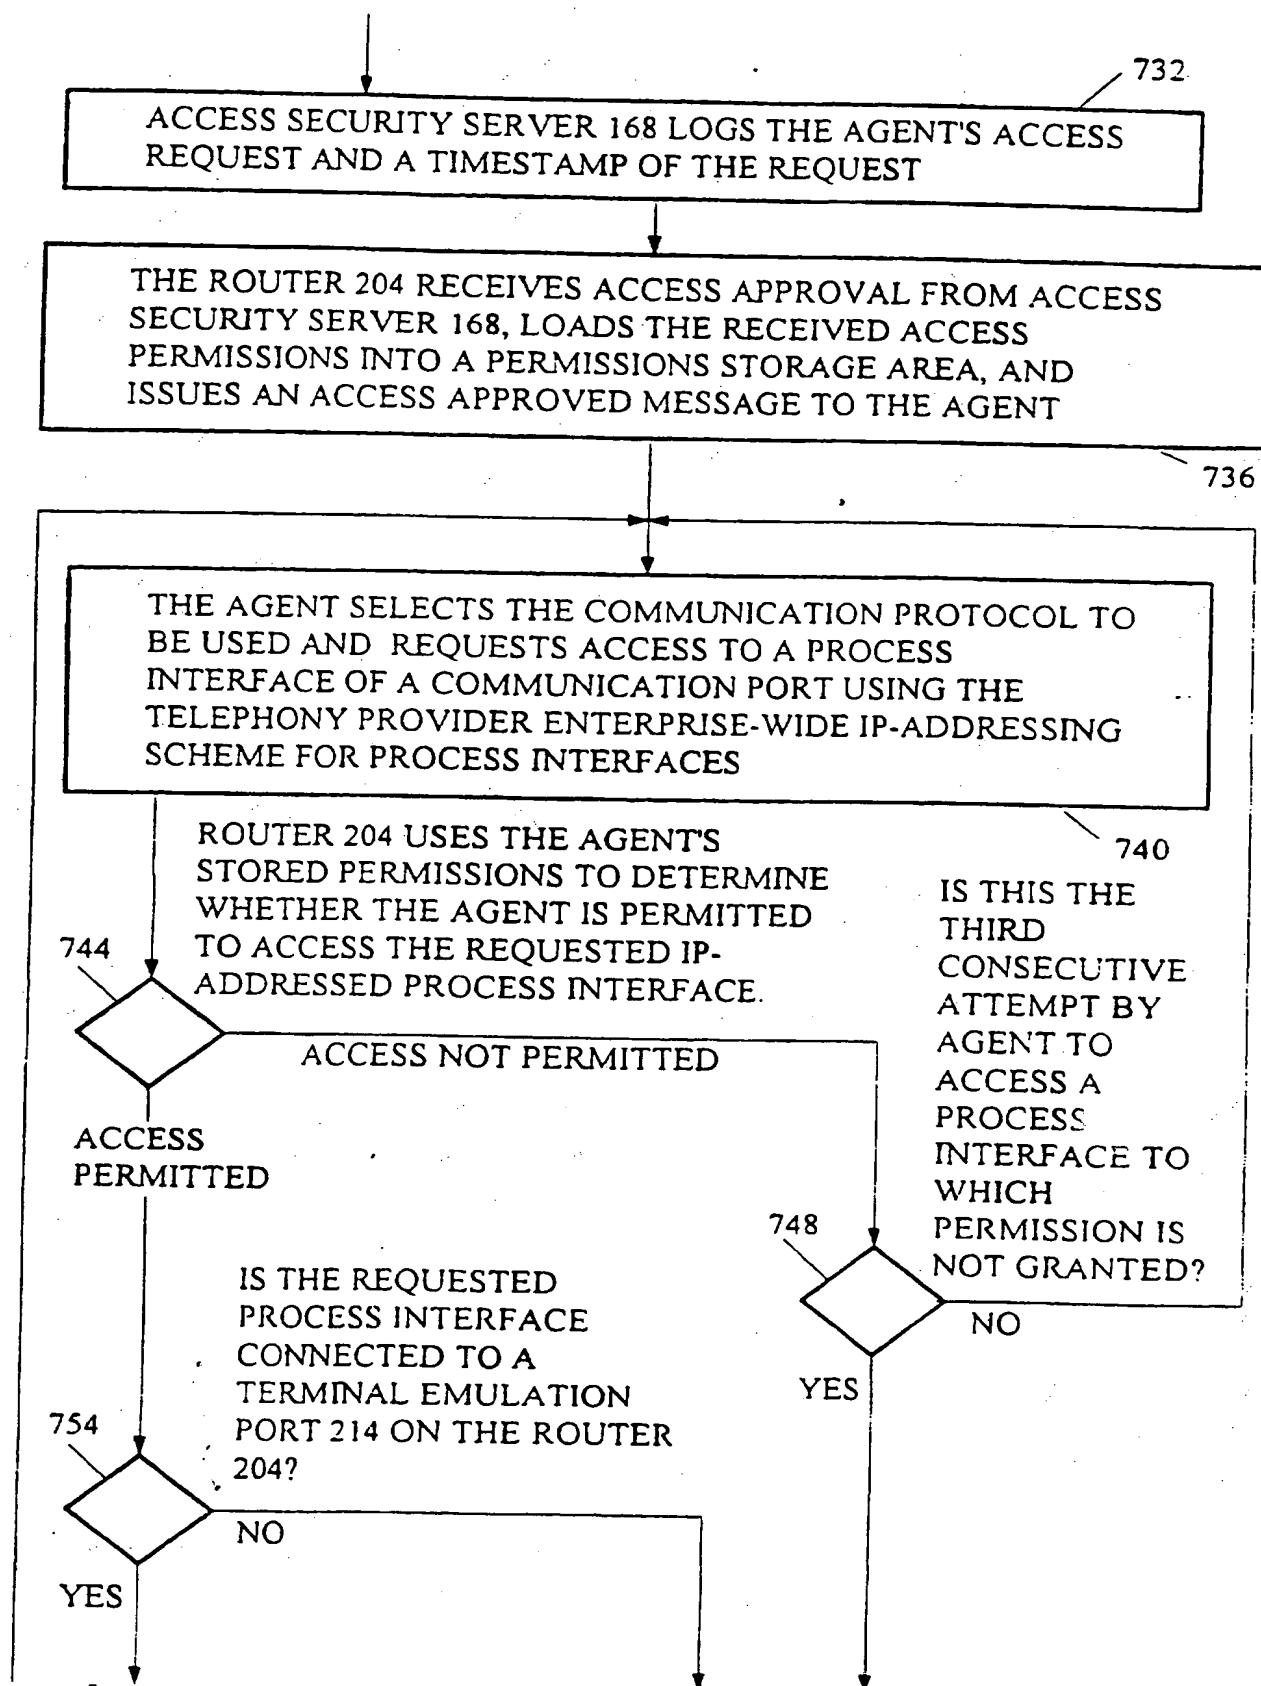 732
ACCESS SECURITY SERVER 168 LOGS THE AGENT'S ACCESS
REQUEST AND A TIMESTAMP OF THE REQUEST
THE ROUTER 204 RECEIVES ACCESS APPROVAL FROM ACCESS
SECURITY SERVER 168, LOADS THE RECEIVED ACCESS
PERMISSIONS INTO A PERMISSIONS STORAGE AREA, AND
ISSUES AN ACCESS APPROVED MESSAGE TO THE AGENT
736
THE AGENT SELECTS THE COMMUNICATION PROTOCOL TO
BE USED AND REQUESTS ACCESS TO A PROCESS
INTERFACE OF A COMMUNICATION PORT USING THE
TELEPHONY PROVIDER ENTERPRISE-WIDE IP-ADDRESSING
SCHEME FOR PROCESS INTERFACES
740
ROUTER 204 USES THE AGENT'S
STORED PERMISSIONS TO DETERMINE
WHETHER THE AGENT IS PERMITTED
TO ACCESS THE REQUESTED IP-
ADDRESSED PROCESS INTERFACE.
744
ACCESS NOT PERMITTED
ACCESS
PERMITTED
IS THIS THE
THIRD
CONSECUTIVE
ATTEMPT BY
AGENT TO
ACCESS A
PROCESS
INTERFACE TO
WHICH
PERMISSION IS
NOT GRANTED?
748
NO
YES
IS THE REQUESTED
PROCESS INTERFACE
CONNECTED TO A
TERMINAL EMULATION
PORT 214 ON THE ROUTER
204?
754
NO
YES